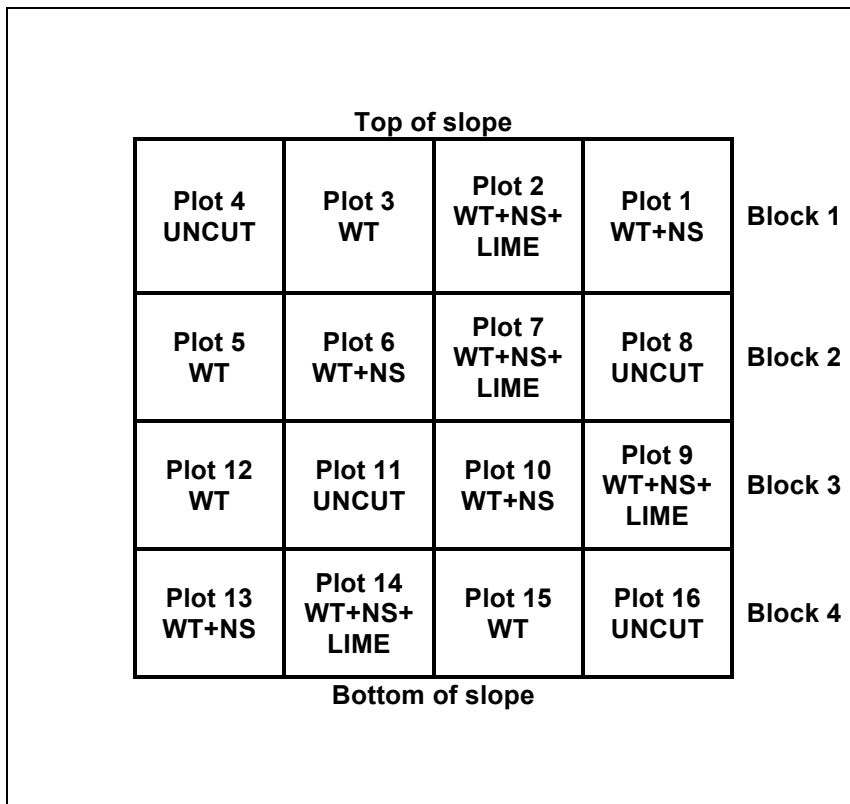 Top of slope
Plot 4
UNCUT
Plot 3
WT
Plot 2
WT+NS+
LIME
Plot 1
WT+NS
Block 1
Plot 5
WT
Plot 6
WT+NS
Plot 7
WT+NS+
LIME
Plot 8
UNCUT
Block 2
Plot 12
WT
Plot 11
UNCUT
Plot 10
WT+NS
Plot 9
WT+NS+
LIME
Block 3
Plot 13
WT+NS
Plot 14
WT+NS+
LIME
Plot 15
WT
Plot 16
UNCUT
Block 4
Bottom of slope